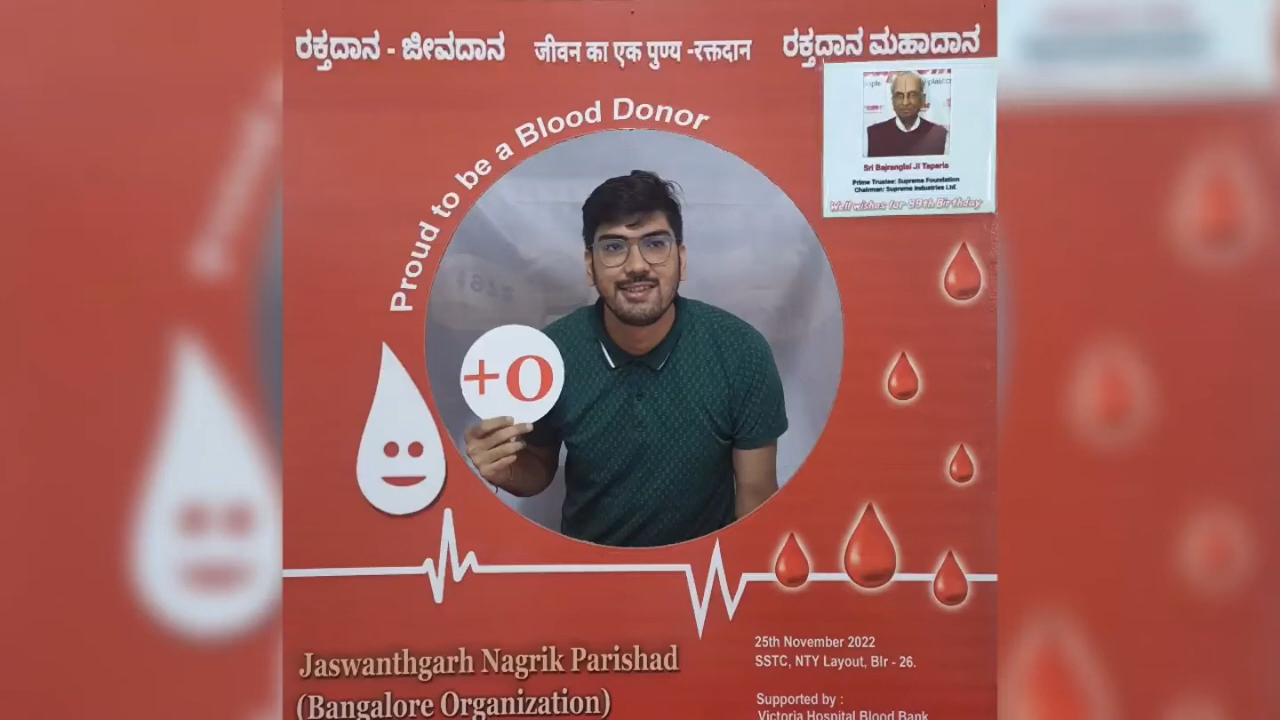 ರಕ್ತದಾನ - ಜೀವದಾನ
जीवन का एक पुण्य -रक्तदान
ರಕ್ತದಾನ ಮಹಾದಾನ
Proud to be a Blood Donor
Sri Bajranglal Ji Taparia
Prime Trustee: Supreme Foundation
Chairman: Supreme Industries Ltd.
Well wishes for 89th Birthday
+O
Jaswanthgarh Nagrik Parishad
(Bangalore Organization)
25th November 2022
SSTC, NTY Layout, Blr - 26.
Supported by :
Victoria Hospital Blood Bank